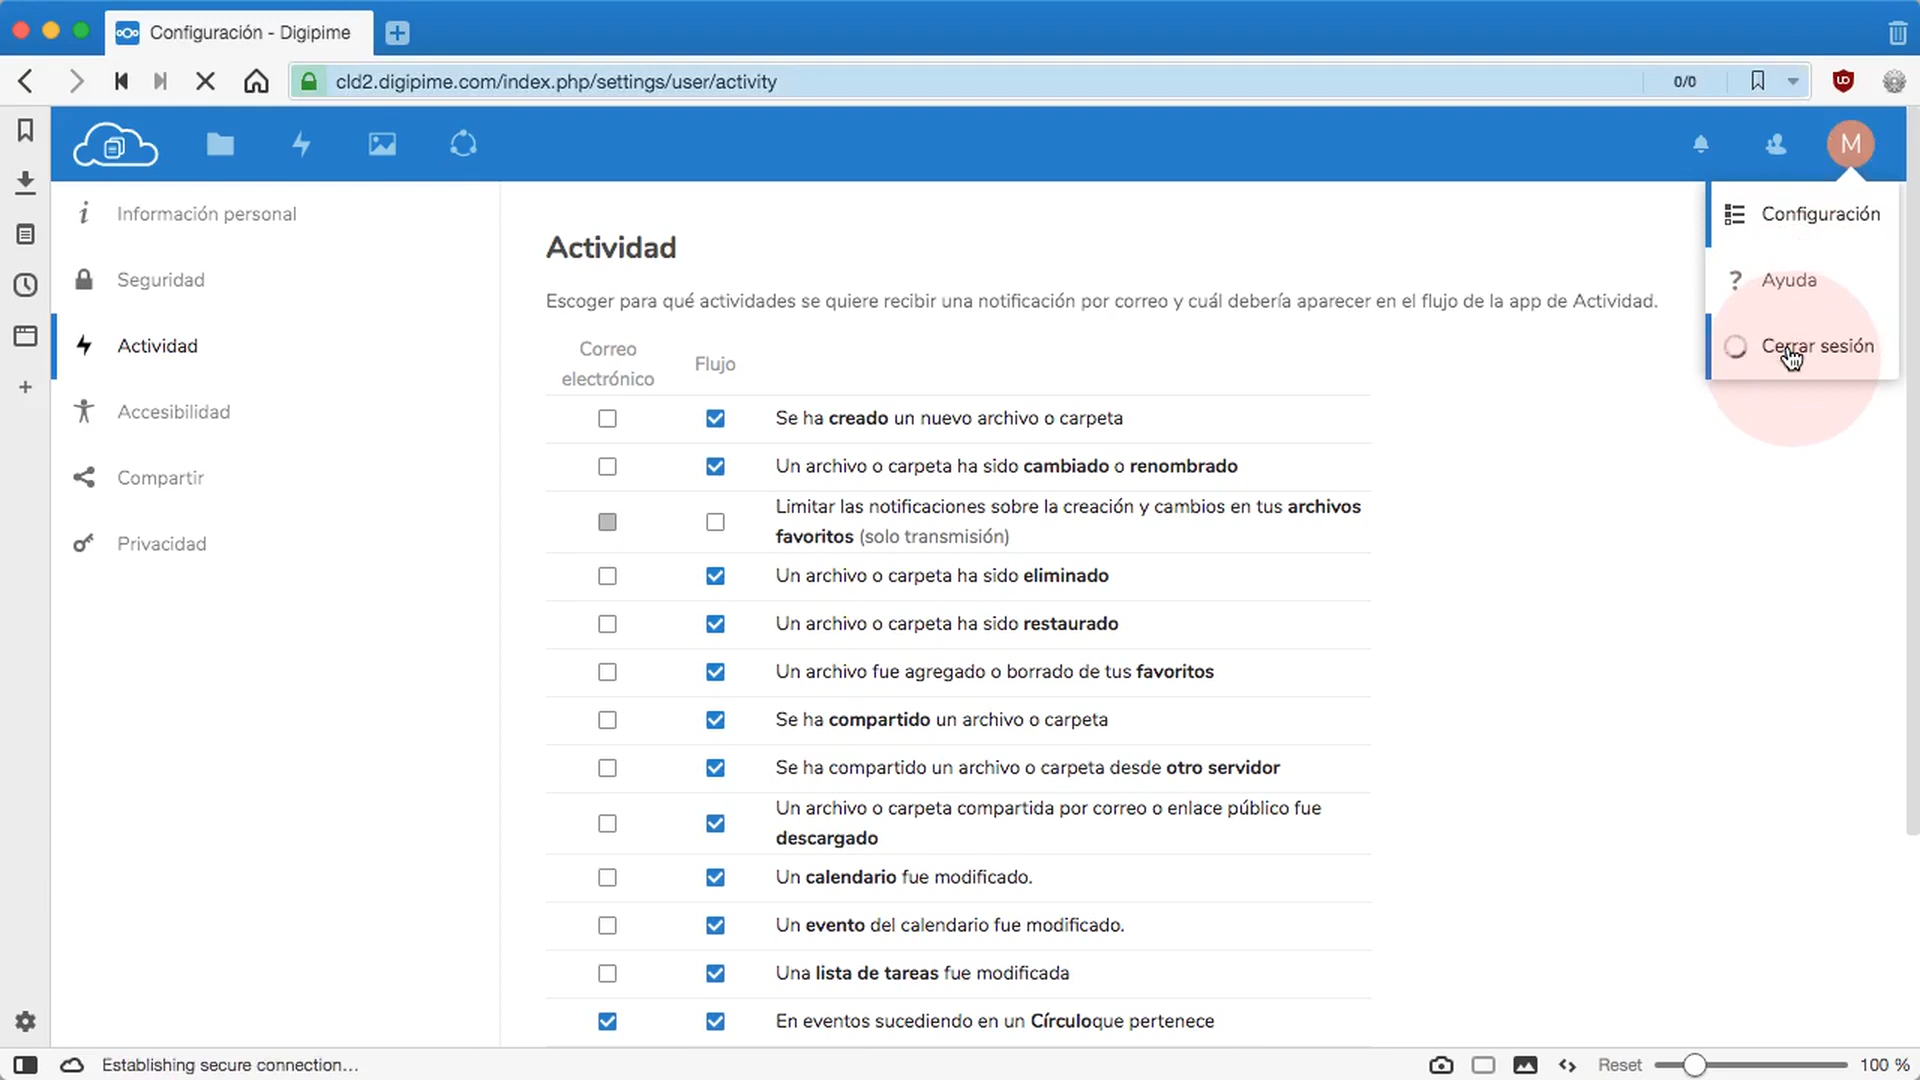 Configuración - Digipime
cld2.digipime.com/index.php/settings/user/activity
0/0
UD
M
Información personal
Seguridad
Actividad
Accesibilidad
Compartir
Privacidad
Configuración
Ayuda
Cerrar sesión
Actividad
Escoger para qué actividades se quiere recibir una notificación por correo y cuál debería aparecer en el flujo de la app de Actividad.
Correo
electrónico
Flujo
Se ha creado un nuevo archivo o carpeta
Un archivo o carpeta ha sido cambiado o renombrado
Limitar las notificaciones sobre la creación y cambios en tus archivos
favoritos (solo transmisión)
Un archivo o carpeta ha sido eliminado
Un archivo o carpeta ha sido restaurado
Un archivo fue agregado o borrado de tus favoritos
Se ha compartido un archivo o carpeta
Se ha compartido un archivo o carpeta desde otro servidor
Un archivo o carpeta compartida por correo o enlace público fue
descargado
Un calendario fue modificado.
Un evento del calendario fue modificado.
Una lista de tareas fue modificada
En eventos sucediendo en un Círculoque pertenece
Establishing secure connection...
Reset
100 %